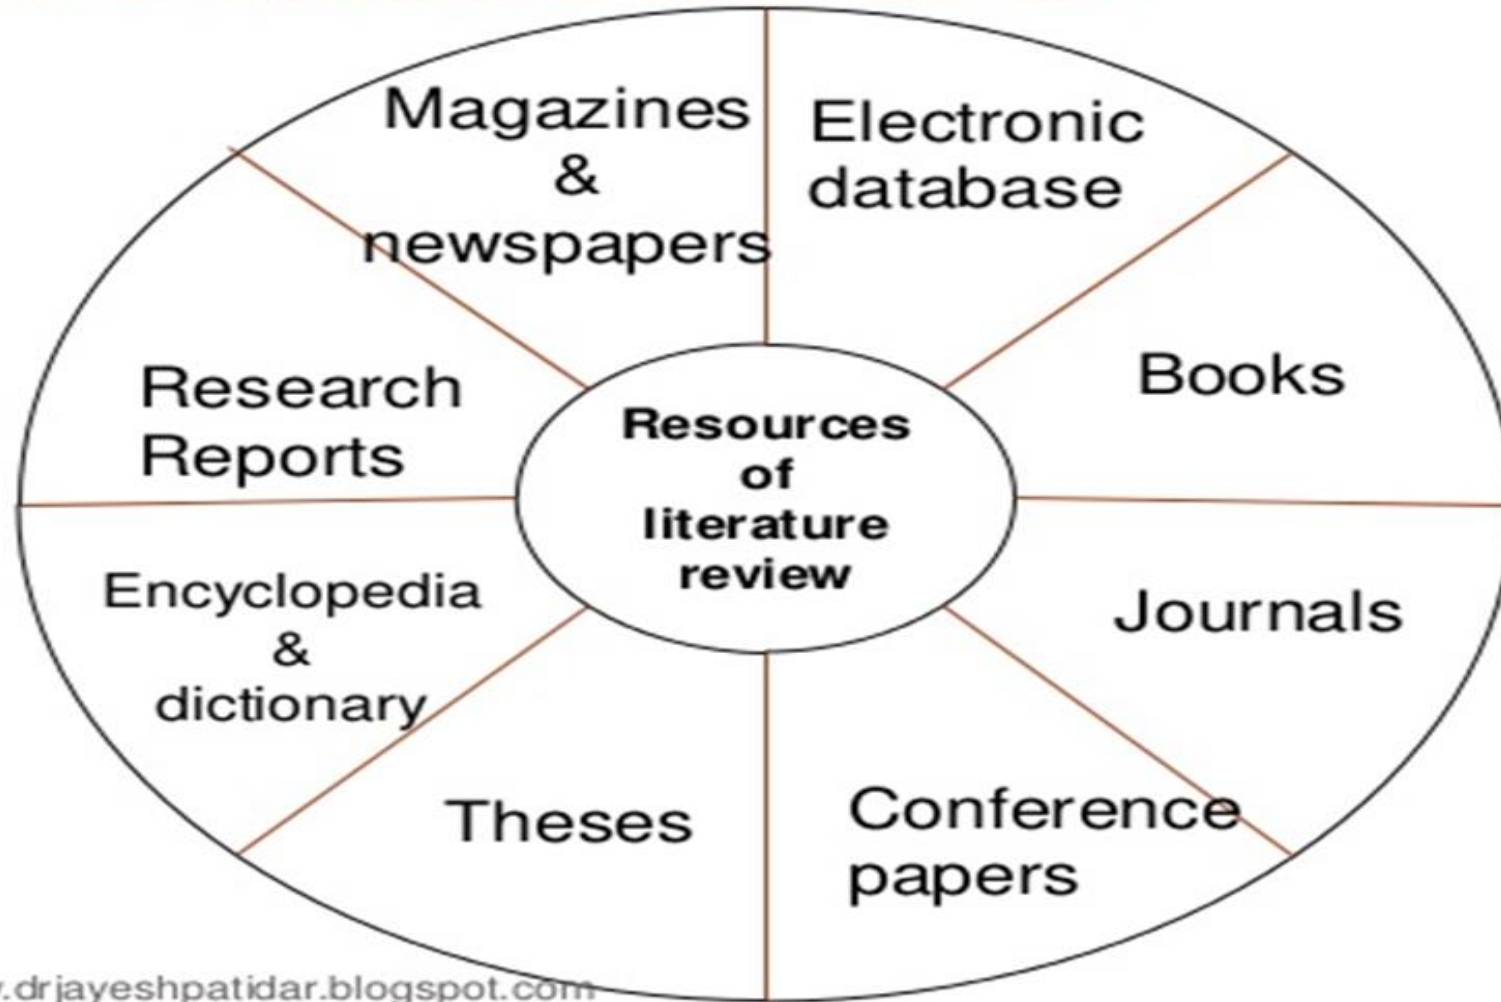 Magazines
&
newspapers
Electronic
database
Books
Journals
Conference
papers
Theses
Encyclopedia
&
dictionary
Research
Reports
Resources
of
literature
review
.drjayeshpatidar.blogspot.com